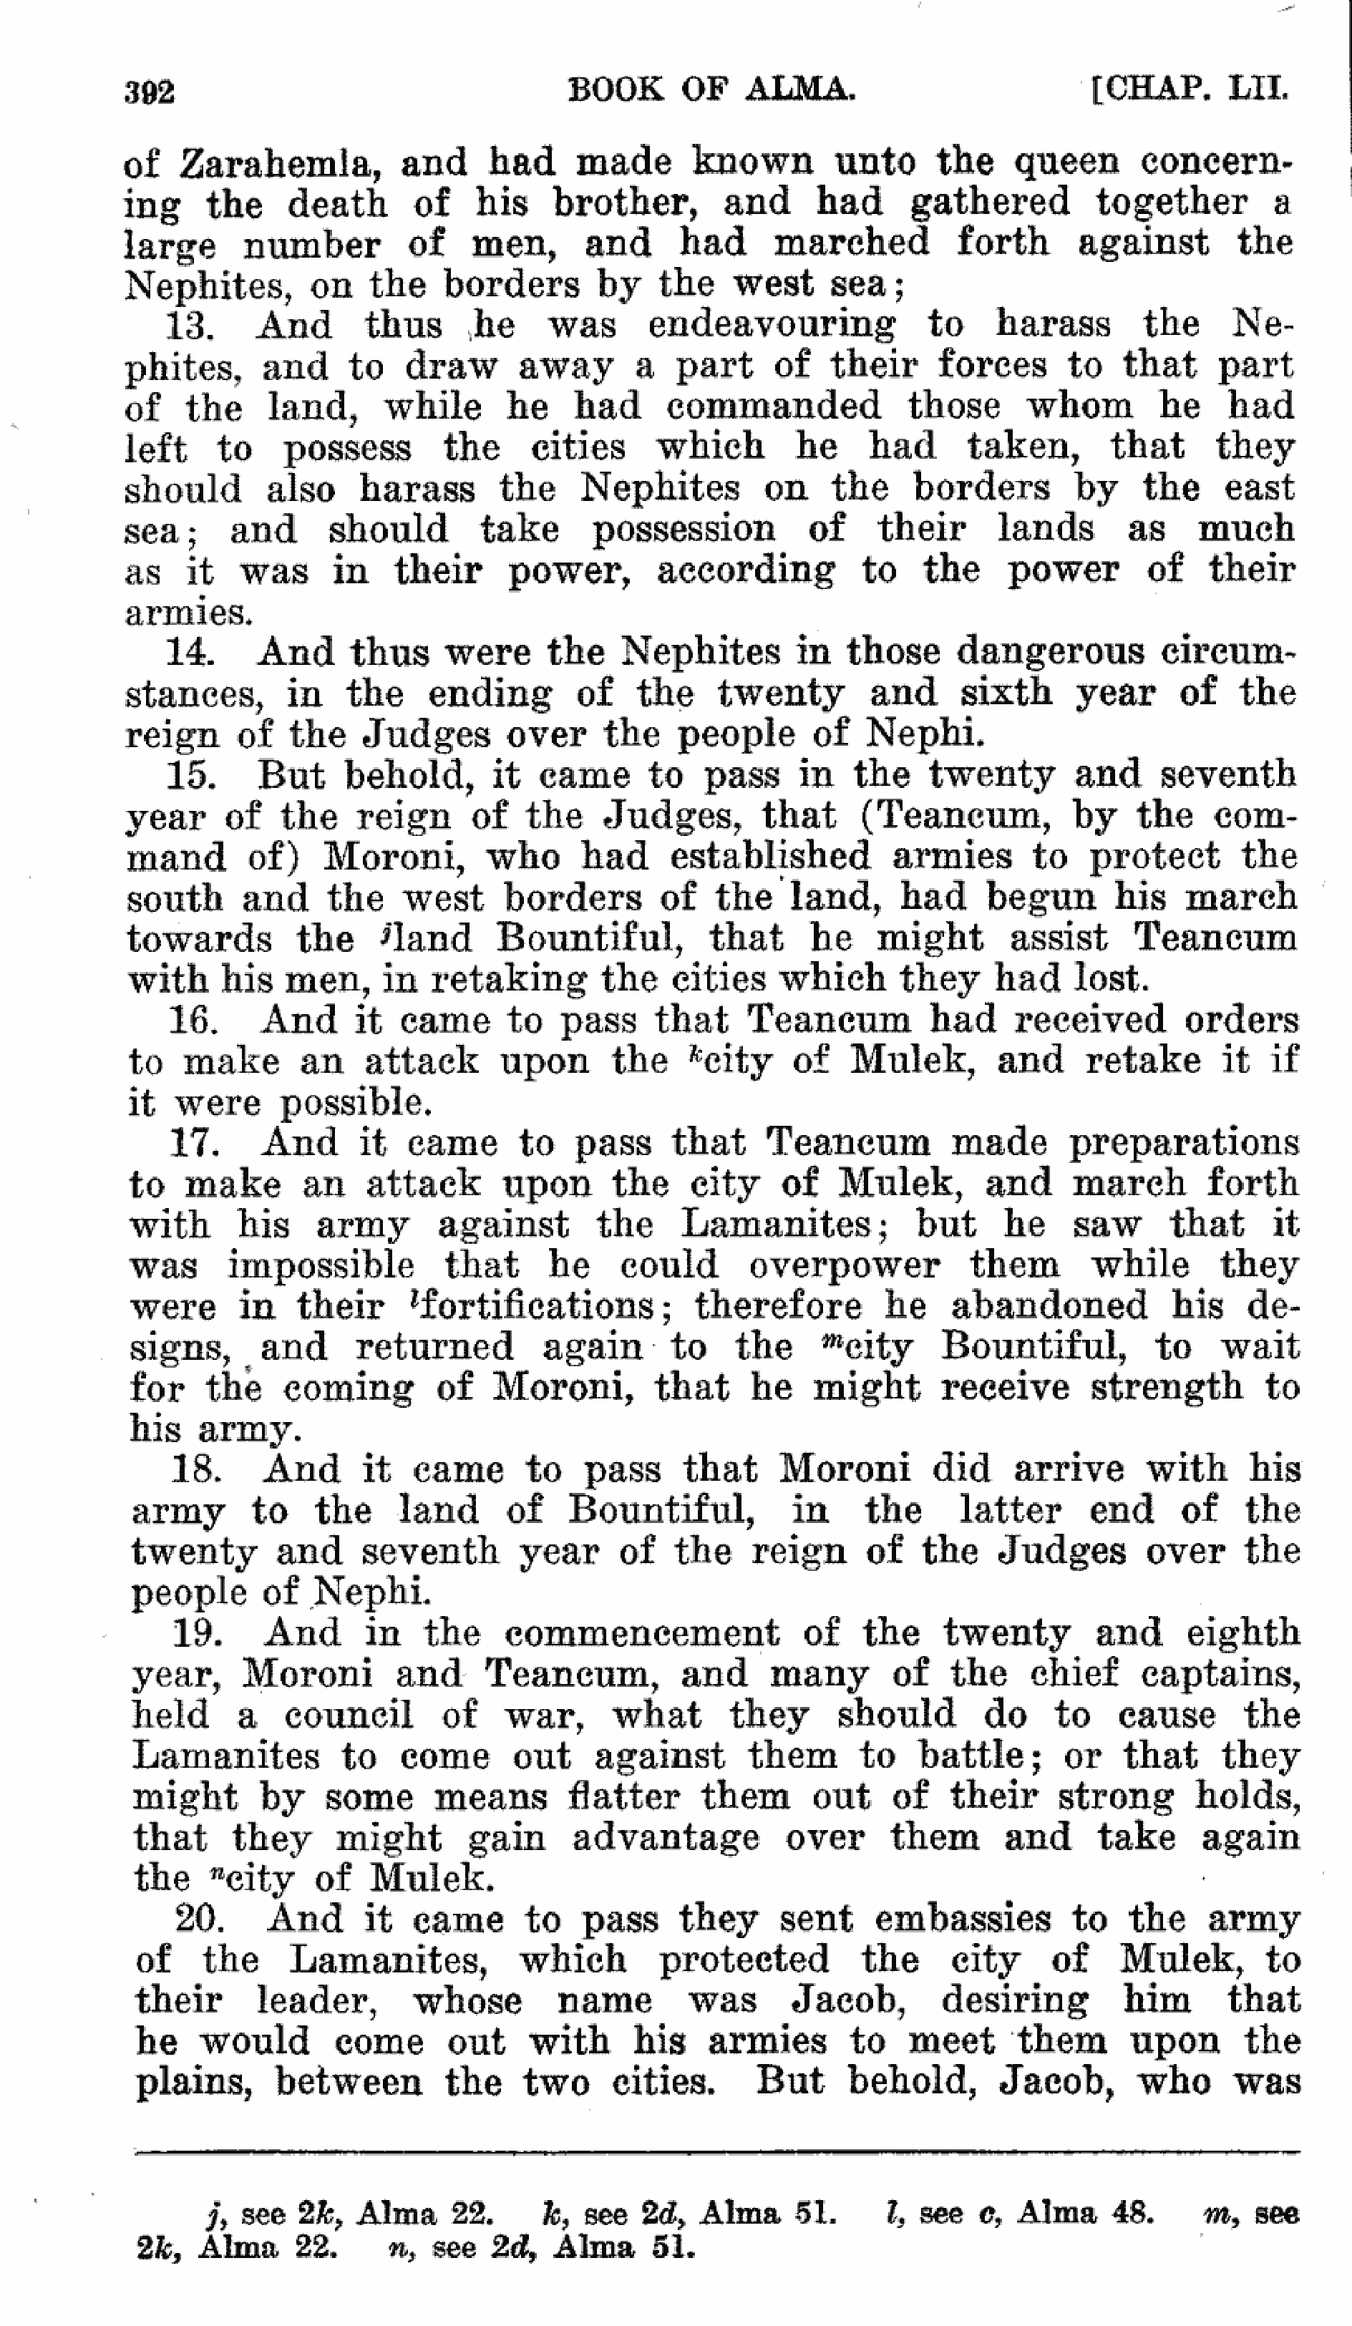 392 BOOK OF ALMA. [CHAP. LII.
of Zarahemla, and had made known unto the queen concern-
ing the death of his brother, and had gathered together a
large number of men, and had marched forth against the
Nephites, on the borders by the west sea;
13. And thus he was endeavouring to harass the Ne-
phites, and to draw away a part of their forces to that part
of the land, while he had commanded those whom he had
left to possess the cities which he had taken, that they
should also harass the Nephites on the borders by the east
sea; and should take possession of their lands as much
as it was in their power, according to the power of their
armies.
14. And thus were the Nephites in those dangerous circum-
stances, in the ending of the twenty and sixth year of the
reign of the Judges over the people of Nephi.
15. But behold, it came to pass in the twenty and seventh
year of the reign of the Judges, that (Teancum, by the com-
mand of) Moroni, who had established armies to protect the
south and the west borders of the land, had begun his march
towards the jland Bountiful, that he might assist Teancum
with his men, in retaking the cities which they had lost.
16. And it came to pass that Teancum had received orders
to make an attack upon the kcity of Mulek, and retake it if
it were possible.
17. And it came to pass that Teancum made preparations
to make an attack upon the city of Mulek, and march forth
with his army against the Lamanites; but he saw that it
was impossible that he could overpower them while they
were in their lfortifications; therefore he abandoned his de-
signs, and returned again to the mcity Bountiful, to wait
for the coming of Moroni, that he might receive strength to
his army.
18. And it came to pass that Moroni did arrive with his
army to the land of Bountiful, in the latter end of the
twenty and seventh year of the reign of the Judges over the
people of Nephi.
19. And in the commencement of the twenty and eighth
year, Moroni and Teancum, and many of the chief captains,
held a council of war, what they should do to cause the
Lamanites to come out against them to battle; or that they
might by some means flatter them out of their strong holds,
that they might gain advantage over them and take again
the ncity of Mulek.
20. And it came to pass they sent embassies to the army
of the Lamanites, which protected the city of Mulek, to
their leader, whose name was Jacob, desiring him that
he would come out with his armies to meet them upon the
plains, between the two cities. But behold, Jacob, who was
j, see 2k, Alma 22. k, see 2d, Alma 51. l, see c, Alma 48. m, see
2k, Alma 22. n, see 2d, Alma 51.